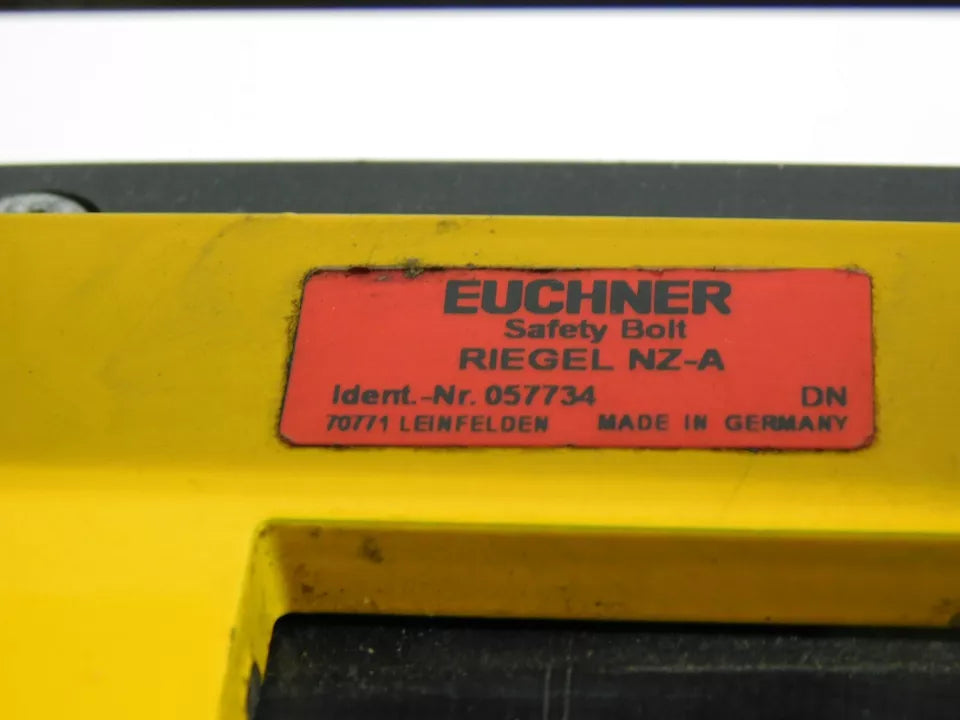 EUCHNER
Safety Bolt
RIEGEL NZ-A
Ident.-Nr. 057734 DN
70771 LEINFELDEN MADE IN GERMANY